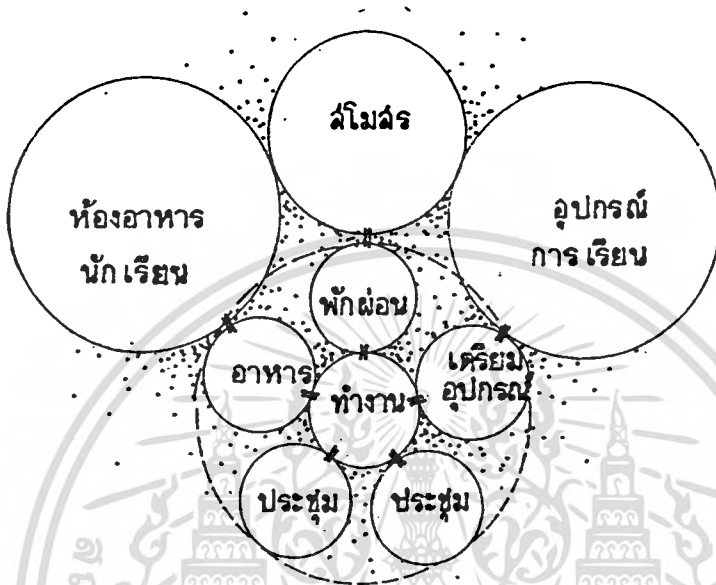 สโมสร
ห้องอาหาร
นักเรียน
อุปกรณ์
การเรียน
พักผ่อน
อาหาร
ทำงาน
เตรียม
อุปกรณ์
ประชุม
ประชุม